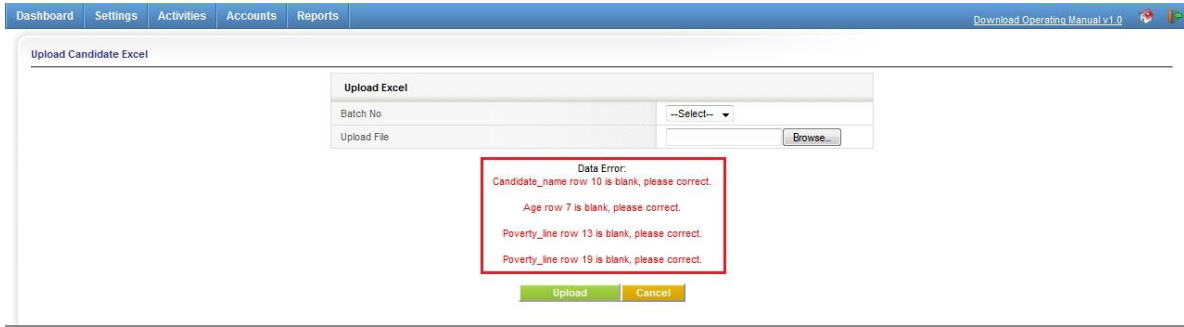 Dashboard Settings Activities Accounts Reports Download Operating Manual v1.0
Upload Candidate Excel
Upload Excel
Batch No --Select--
Upload File Browse...
Data Error:
Candidate_name row 10 is blank, please correct.
Age row 7 is blank, please correct.
Poverty_line row 13 is blank, please correct.
Poverty_line row 19 is blank, please correct.
Upload Cancel